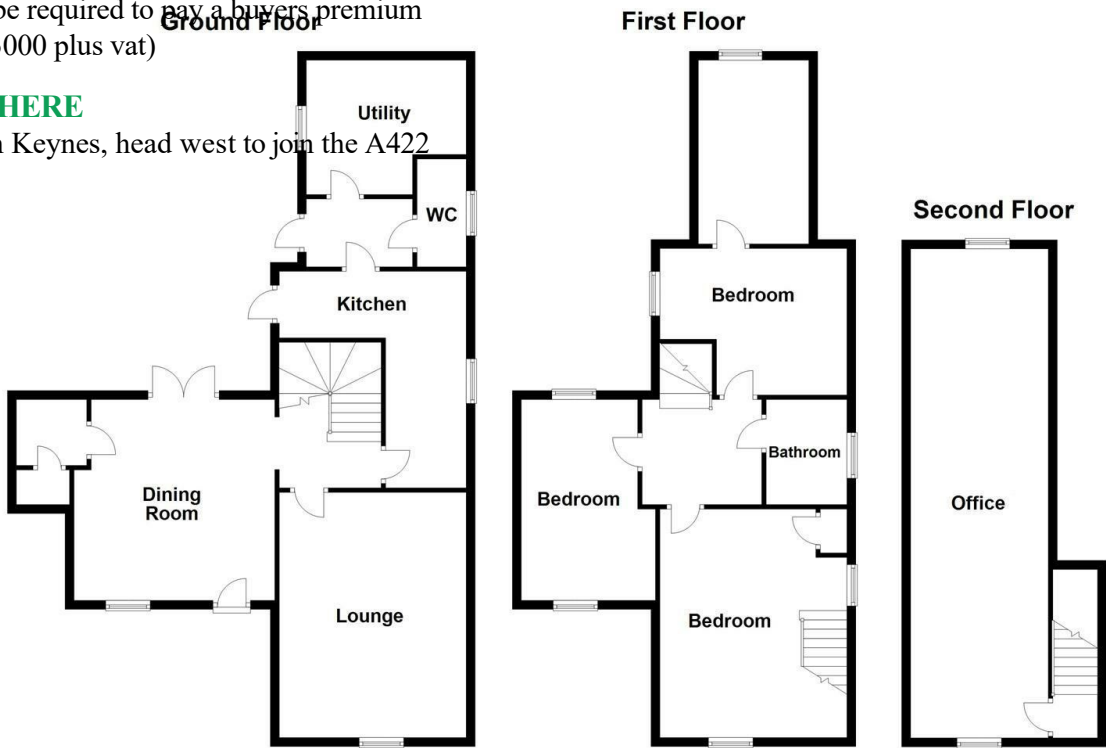 be required to pay a buyers premium
000 plus vat)
HERE
n Keynes, head west to join the A422
Ground Floor
Utility
WC
Kitchen
Dining
Room
Lounge
First Floor
Bedroom
Bathroom
Bedroom
Bedroom
Second Floor
Office